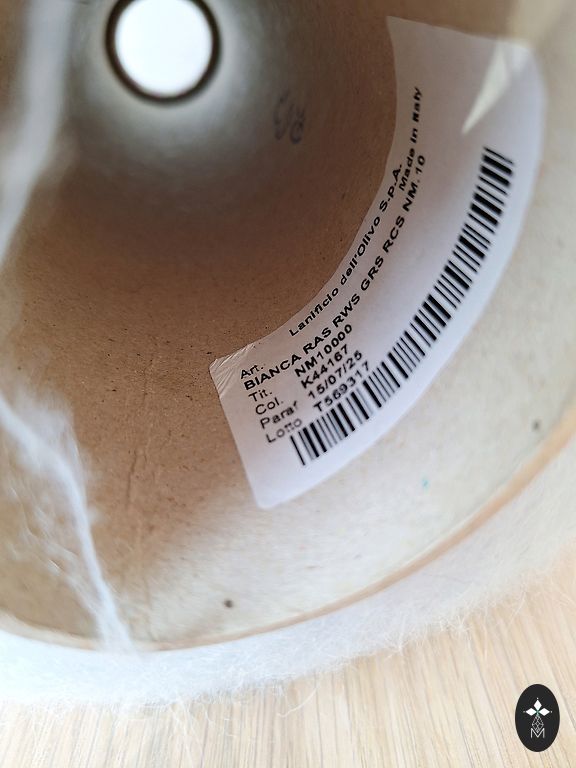 Lanificio dell'Olivo S.p.A.
Made in Italy
Art.
BIANCA RAS RWS GRS RCS NM.10
Tit. NM10000
Col. K44167
Paraf 15/07/25
Lotto T569317
M